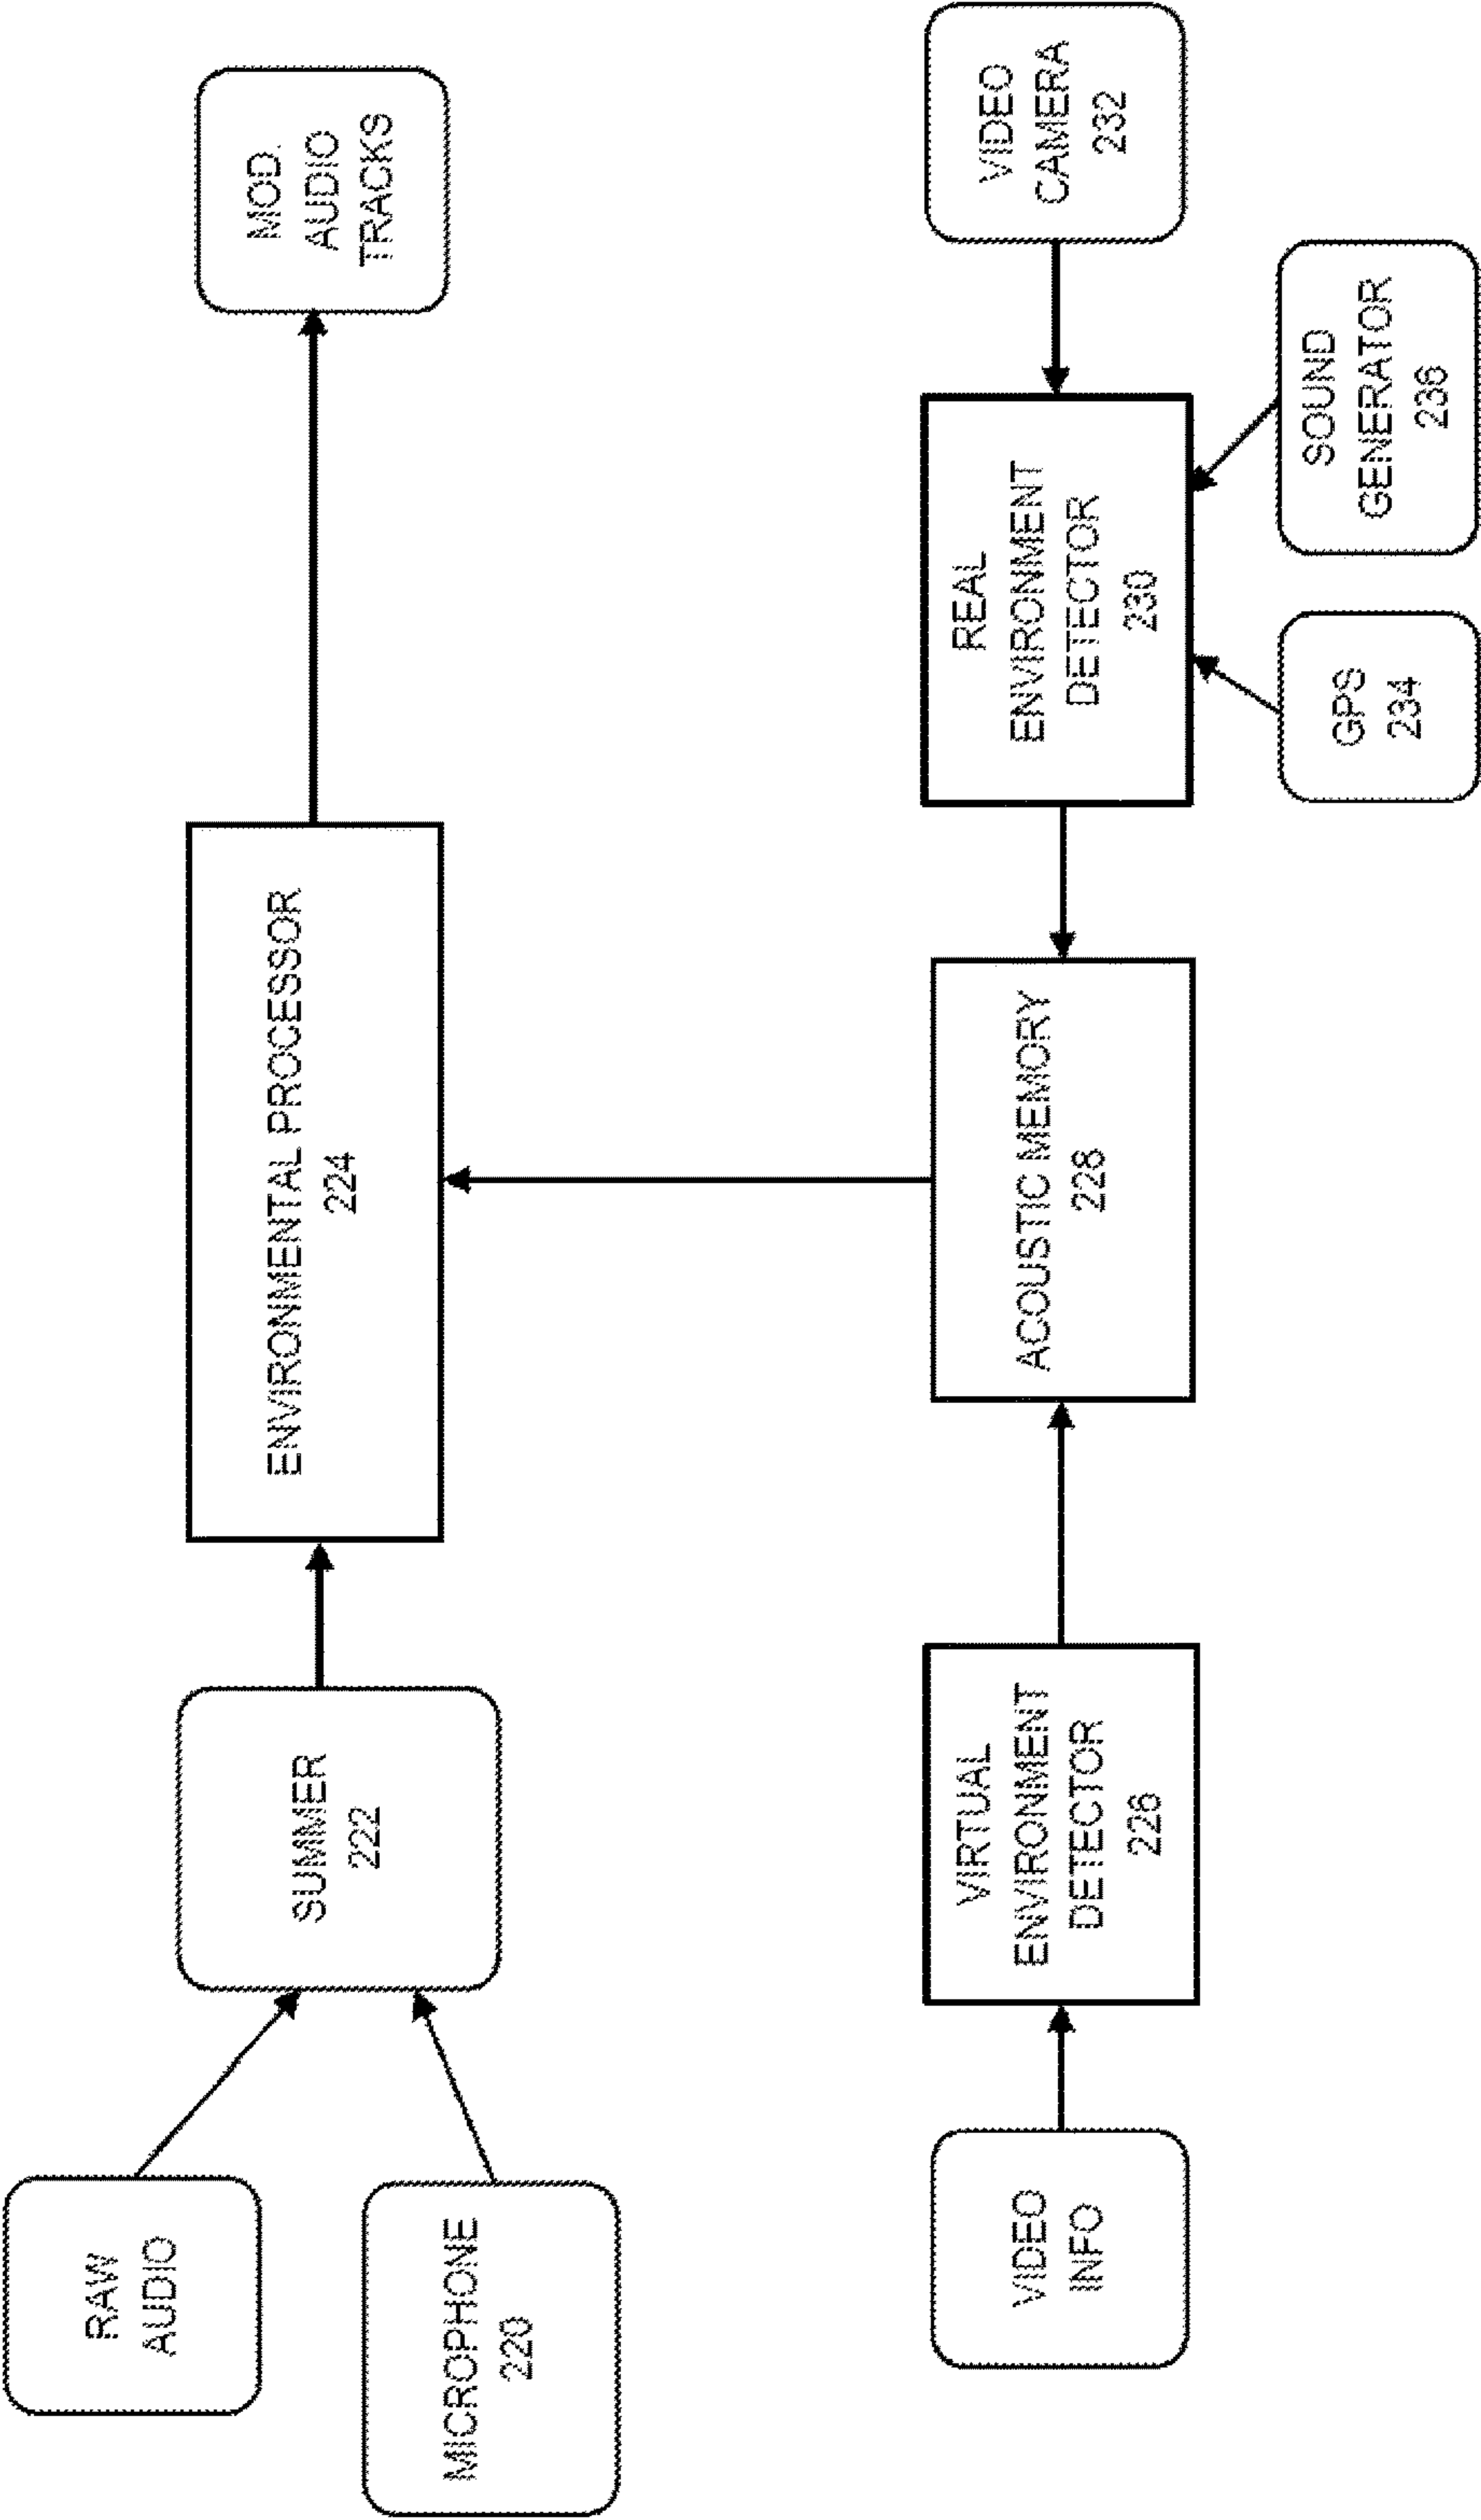 RAW
AUDIO
MICROPHONE
220
SUMMER
222
ENVIRONMENTAL PROCESSOR
224
MOD.
AUDIO
TRACKS
VIDEO
INFO
VIRTUAL
ENVIRONMENT
DETECTOR
226
ACOUSTIC MEMORY
228
REAL
ENVIRONMENT
DETECTOR
230
VIDEO
CAMERA
232
GPS
234
SOUND
GENERATOR
236